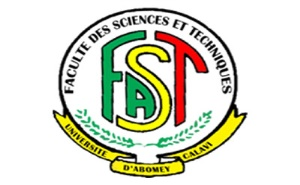 FACULTE DES SCIENCES ET TECHNIQUES
FAST
UNIVERSITE
D'ABOMEY
CALAVI